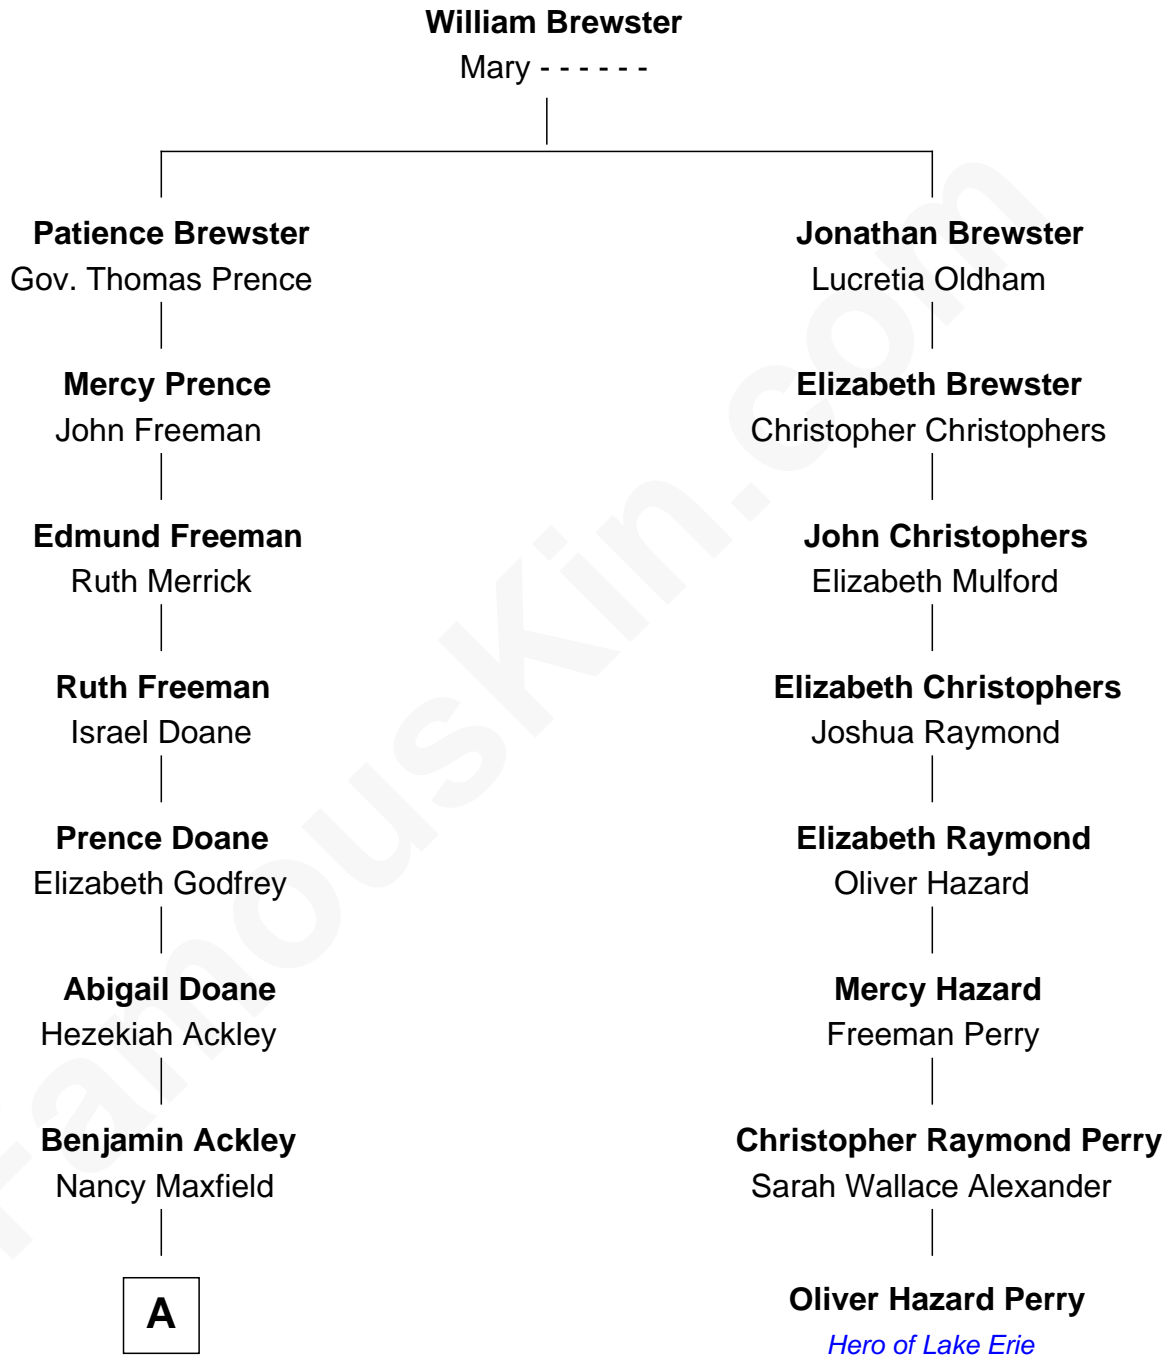 William Brewster
Mary - - - - - -
Patience Brewster
Gov. Thomas Prence
Jonathan Brewster
Lucretia Oldham
Mercy Prence
John Freeman
Elizabeth Brewster
Christopher Christophers
Edmund Freeman
Ruth Merrick
John Christophers
Elizabeth Mulford
Ruth Freeman
Israel Doane
Elizabeth Christophers
Joshua Raymond
Prence Doane
Elizabeth Godfrey
Elizabeth Raymond
Oliver Hazard
Abigail Doane
Hezekiah Ackley
Mercy Hazard
Freeman Perry
Benjamin Ackley
Nancy Maxfield
Christopher Raymond Perry
Sarah Wallace Alexander
A
Oliver Hazard Perry
Hero of Lake Erie
FamousKin.com